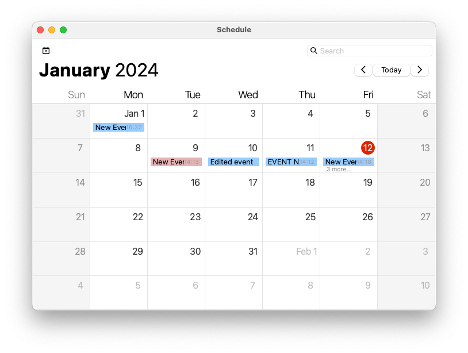 Schedule
Search
January 2024
Today
Sun Mon Tue Wed Thu Fri Sat
31 Jan 1 2 3 4 5 6
New Ever
7 8 9 10 11 12 13
New Ever Edited event EVENT N New Ever
3 more...
14 15 16 17 18 19 20
21 22 23 24 25 26 27
28 29 30 31 Feb 1 2 3
4 5 6 7 8 9 10